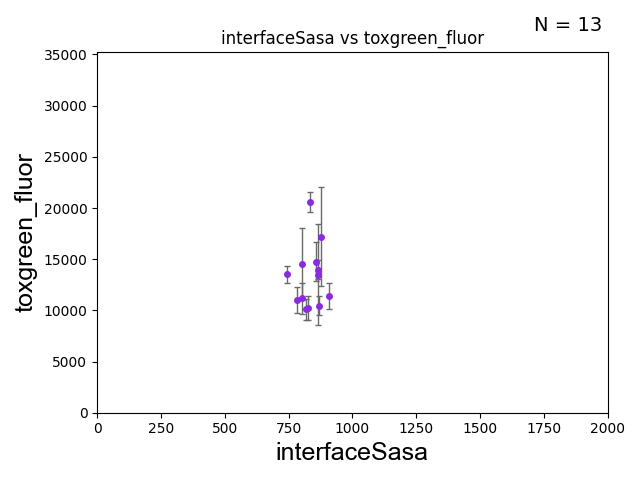 N = 13
interfaceSasa vs toxgreen_fluor
35000
30000
25000
20000
15000
10000
5000
0
toxgreen_fluor
0 250 500 750 1000 1250 1500 1750 2000
interfaceSasa